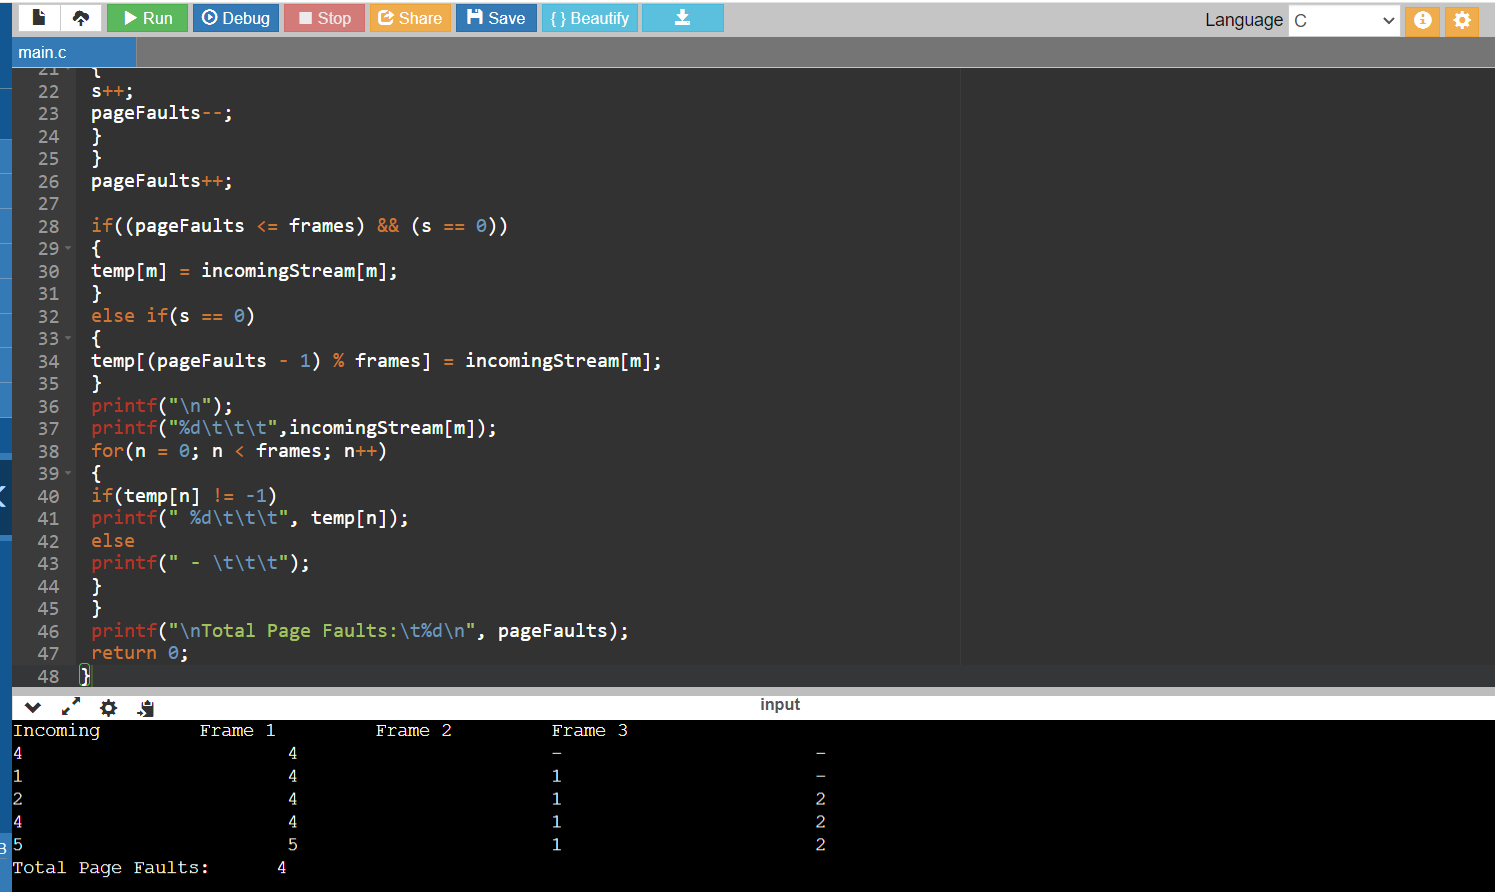 Run Debug Stop Share Save { } Beautify Language C
main.c
21 {
22 s++;
23 pageFaults--;
24 }
25 }
26 pageFaults++;
27
28 if((pageFaults <= frames) && (s == 0))
29 {
30 temp[m] = incomingStream[m];
31 }
32 else if(s == 0)
33 {
34 temp[(pageFaults - 1) % frames] = incomingStream[m];
35 }
36 printf("\n");
37 printf("%d\t\t\t",incomingStream[m]);
38 for(n = 0; n < frames; n++)
39 {
40 if(temp[n] != -1)
41 printf(" %d\t\t\t", temp[n]);
42 else
43 printf(" - \t\t\t");
44 }
45 }
46 printf("\nTotal Page Faults:\t%d\n", pageFaults);
47 return 0;
48 }
input
Incoming Frame 1 Frame 2 Frame 3
4 4 - -
1 4 1 -
2 4 1 2
4 4 1 2
5 5 1 2
Total Page Faults: 4